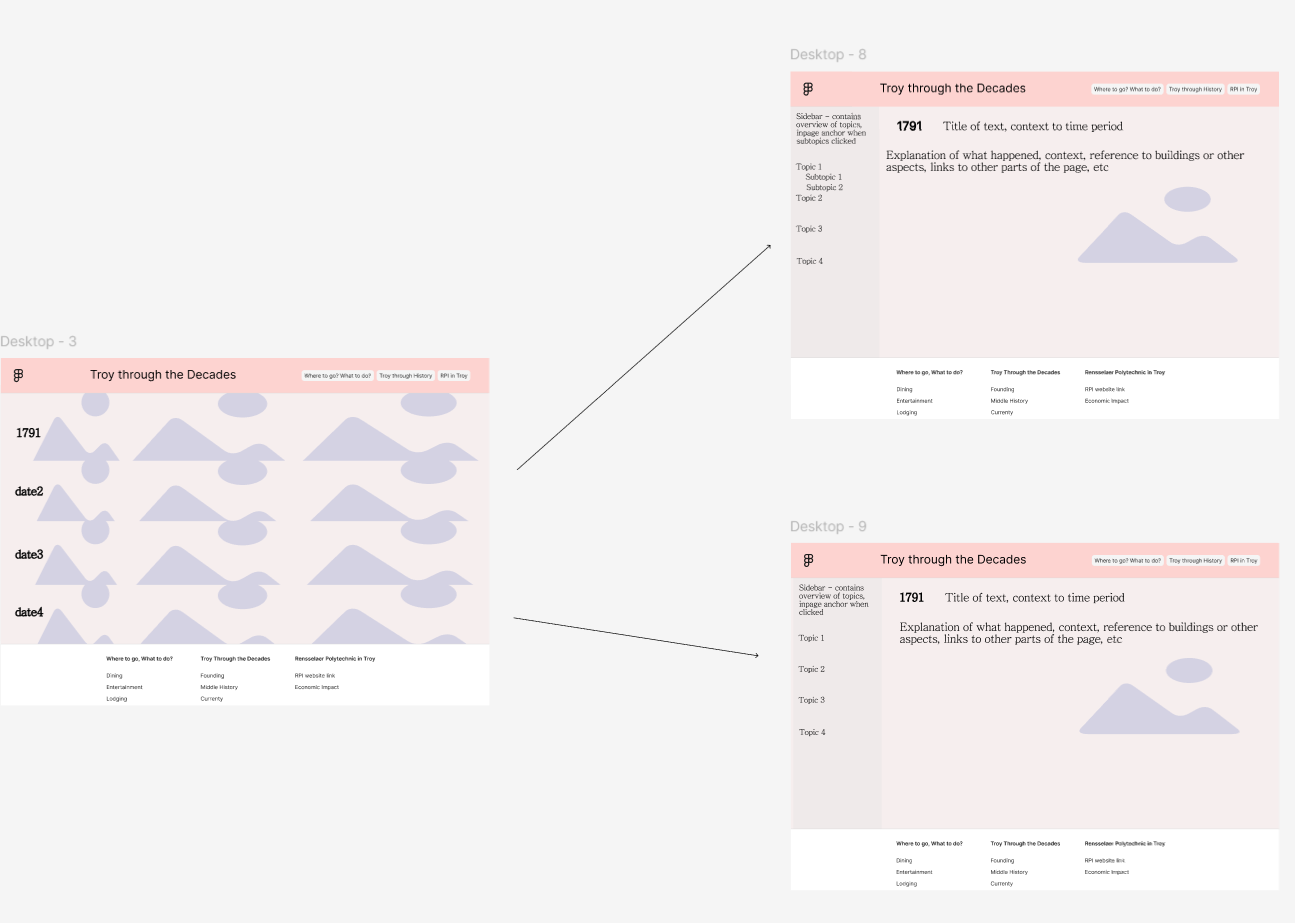 Desktop - 8
Troy through the Decades
Where to go? What to do?
Troy through History
RPI in Troy
Sidebar - contains
overview of topics,
inpage anchor when
subtopics clicked
Topic 1
Subtopic 1
Subtopic 2
Topic 2
Topic 3
Topic 4
1791
Title of text, context to time period
Explanation of what happened, context, reference to buildings or other
aspects, links to other parts of the page, etc
Where to go, What to do?
Dining
Entertainment
Lodging
Troy Through the Decades
Founding
Middle History
Currenty
Rensselaer Polytechnic in Troy
RPI website link
Economic Impact
Desktop - 3
Troy through the Decades
Where to go? What to do?
Troy through History
RPI in Troy
1791
date2
date3
date4
Where to go, What to do?
Dining
Entertainment
Lodging
Troy Through the Decades
Founding
Middle History
Currenty
Rensselaer Polytechnic in Troy
RPI website link
Economic Impact
Desktop - 9
Troy through the Decades
Where to go? What to do?
Troy through History
RPI in Troy
Sidebar - contains
overview of topics,
inpage anchor when
clicked
Topic 1
Topic 2
Topic 3
Topic 4
1791
Title of text, context to time period
Explanation of what happened, context, reference to buildings or other
aspects, links to other parts of the page, etc
Where to go, What to do?
Dining
Entertainment
Lodging
Troy Through the Decades
Founding
Middle History
Currenty
Rensselaer Polytechnic in Troy
RPI website link
Economic Impact